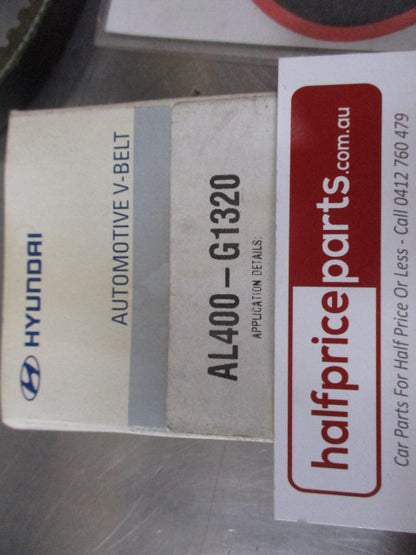 HYUNDAI
AUTOMOTIVE V-BELT
AL400-G1320
APPLICATION DETAILS:
halfpriceparts.com.au
Car Parts For Half Price Or Less - Call 0412 760 479